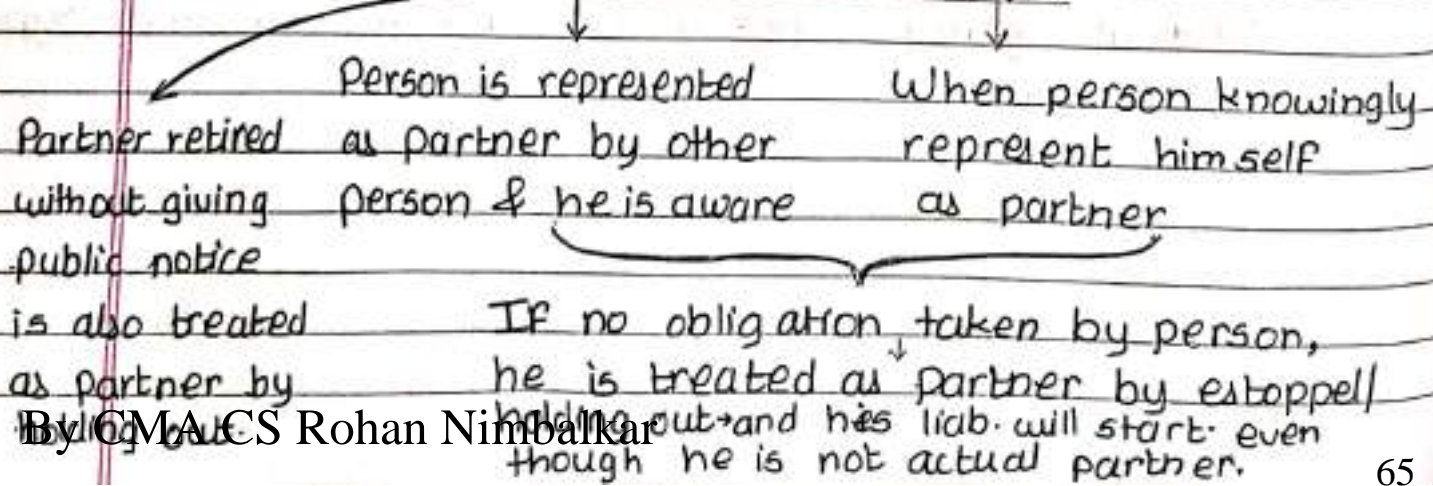 Partner retired
without giving
public notice
is also treated
as partner by
holding out.
Person is represented
as partner by other
person & he is aware
When person knowingly
represent himself
as partner
If no obligation taken by person,
he is treated as partner by estoppel/
holding out→and his liab. will start. even
though he is not actual partner.
By CMA CS Rohan Nimbalkar
65